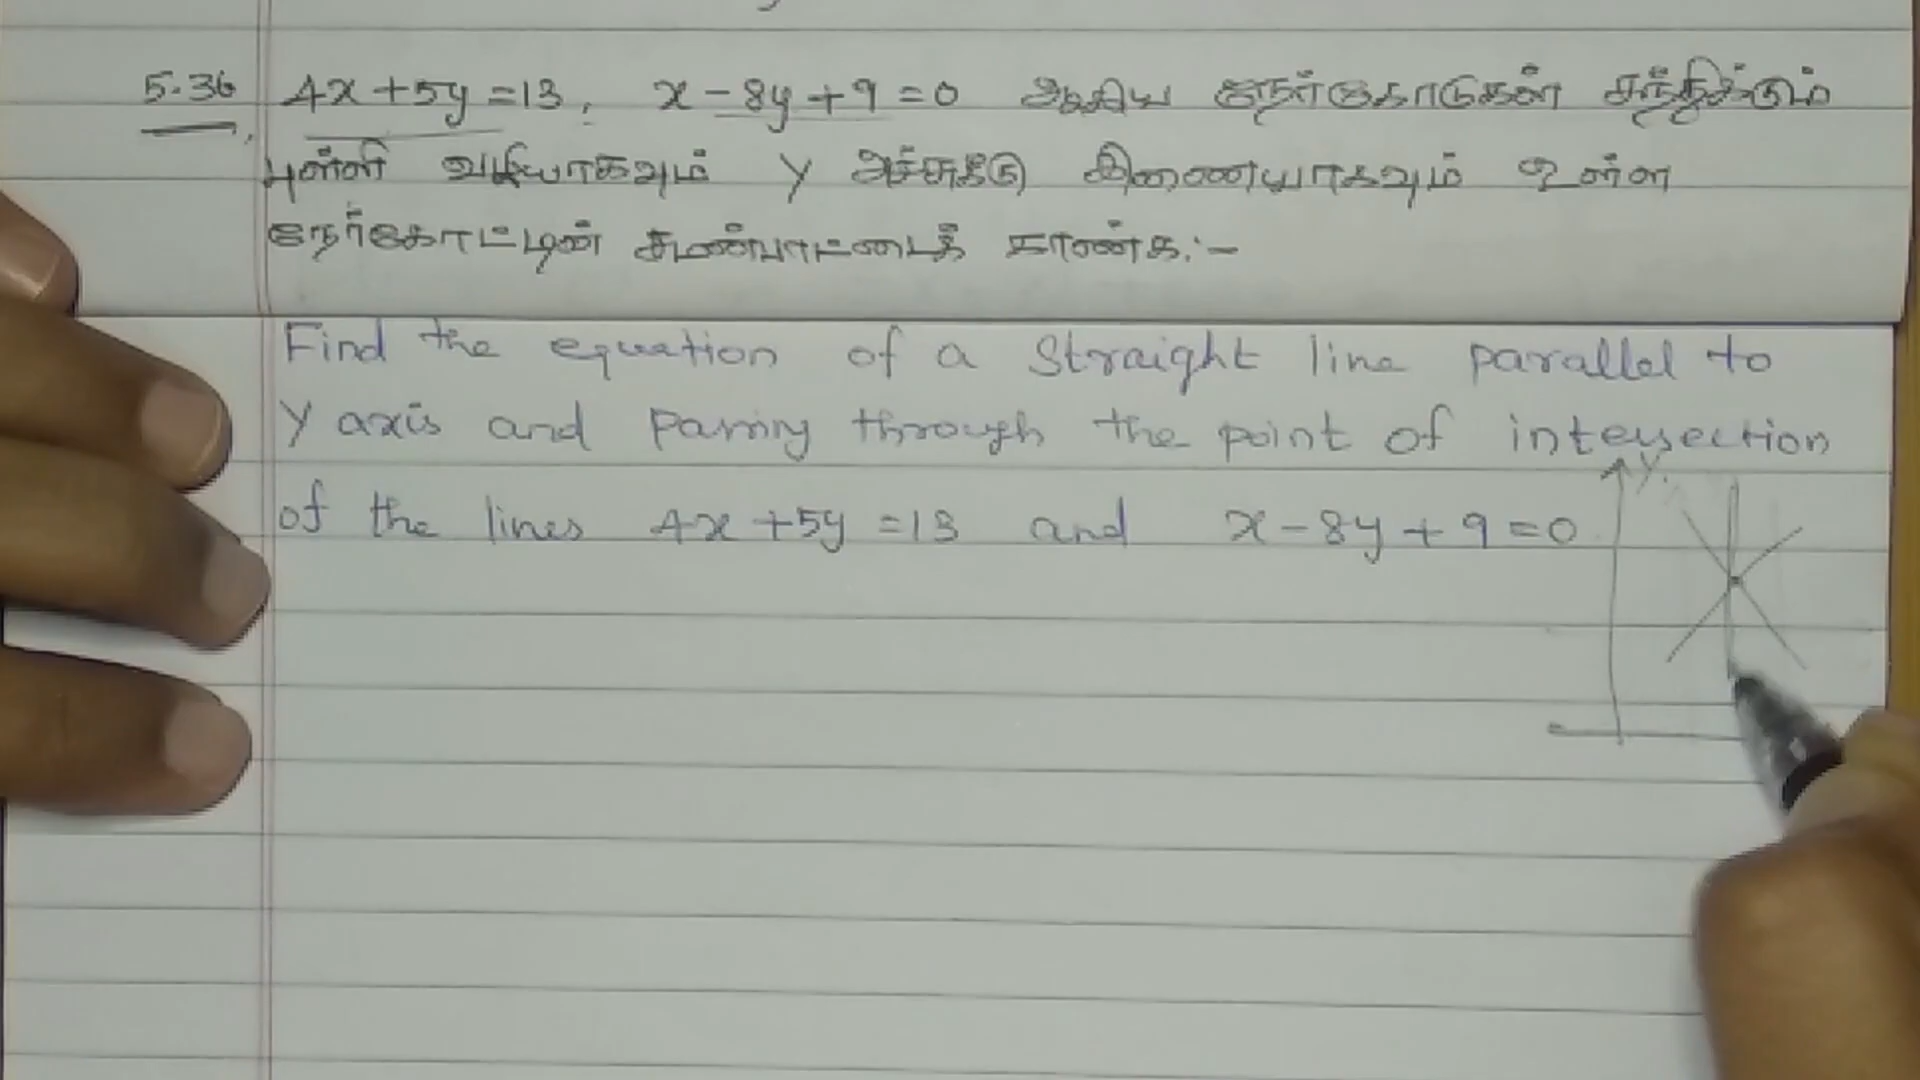 5.36 4x+5y=13, x-8y+9=0 ஆகிய நேர்கோடுகள் சந்திக்கும்
புள்ளி வழியாகவும் Y அச்சுக்கு இணையாகவும் உள்ள
நேர்கோட்டின் சமன்பாட்டைக் காண்க:-
Find the equation of a Straight line parallel to
Y axis and passing through the point of intersection
of the lines 4x+5y=13 and x-8y+9=0
Y